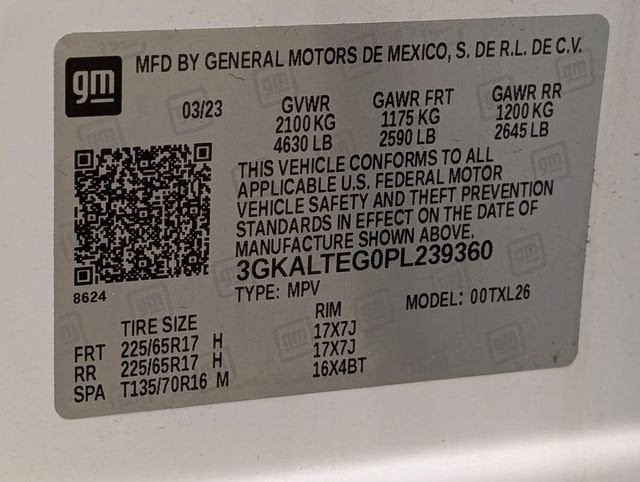 gm MFD BY GENERAL MOTORS DE MEXICO, S. DE R.L. DE C.V.
03/23 GVWR GAWR FRT GAWR RR
2100 KG 1175 KG 1200 KG
4630 LB 2590 LB 2645 LB
THIS VEHICLE CONFORMS TO ALL
APPLICABLE U.S. FEDERAL MOTOR
VEHICLE SAFETY AND THEFT PREVENTION
STANDARDS IN EFFECT ON THE DATE OF
MANUFACTURE SHOWN ABOVE.
3GKALTEG0PL239360
8624
TYPE: MPV MODEL: 00TXL26
TIRE SIZE RIM
FRT 225/65R17 H 17X7J
RR 225/65R17 H 17X7J
SPA T135/70R16 M 16X4BT